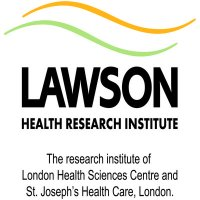 LAWSON
HEALTH RESEARCH INSTITUTE
The research institute of
London Health Sciences Centre and
St. Joseph's Health Care, London.